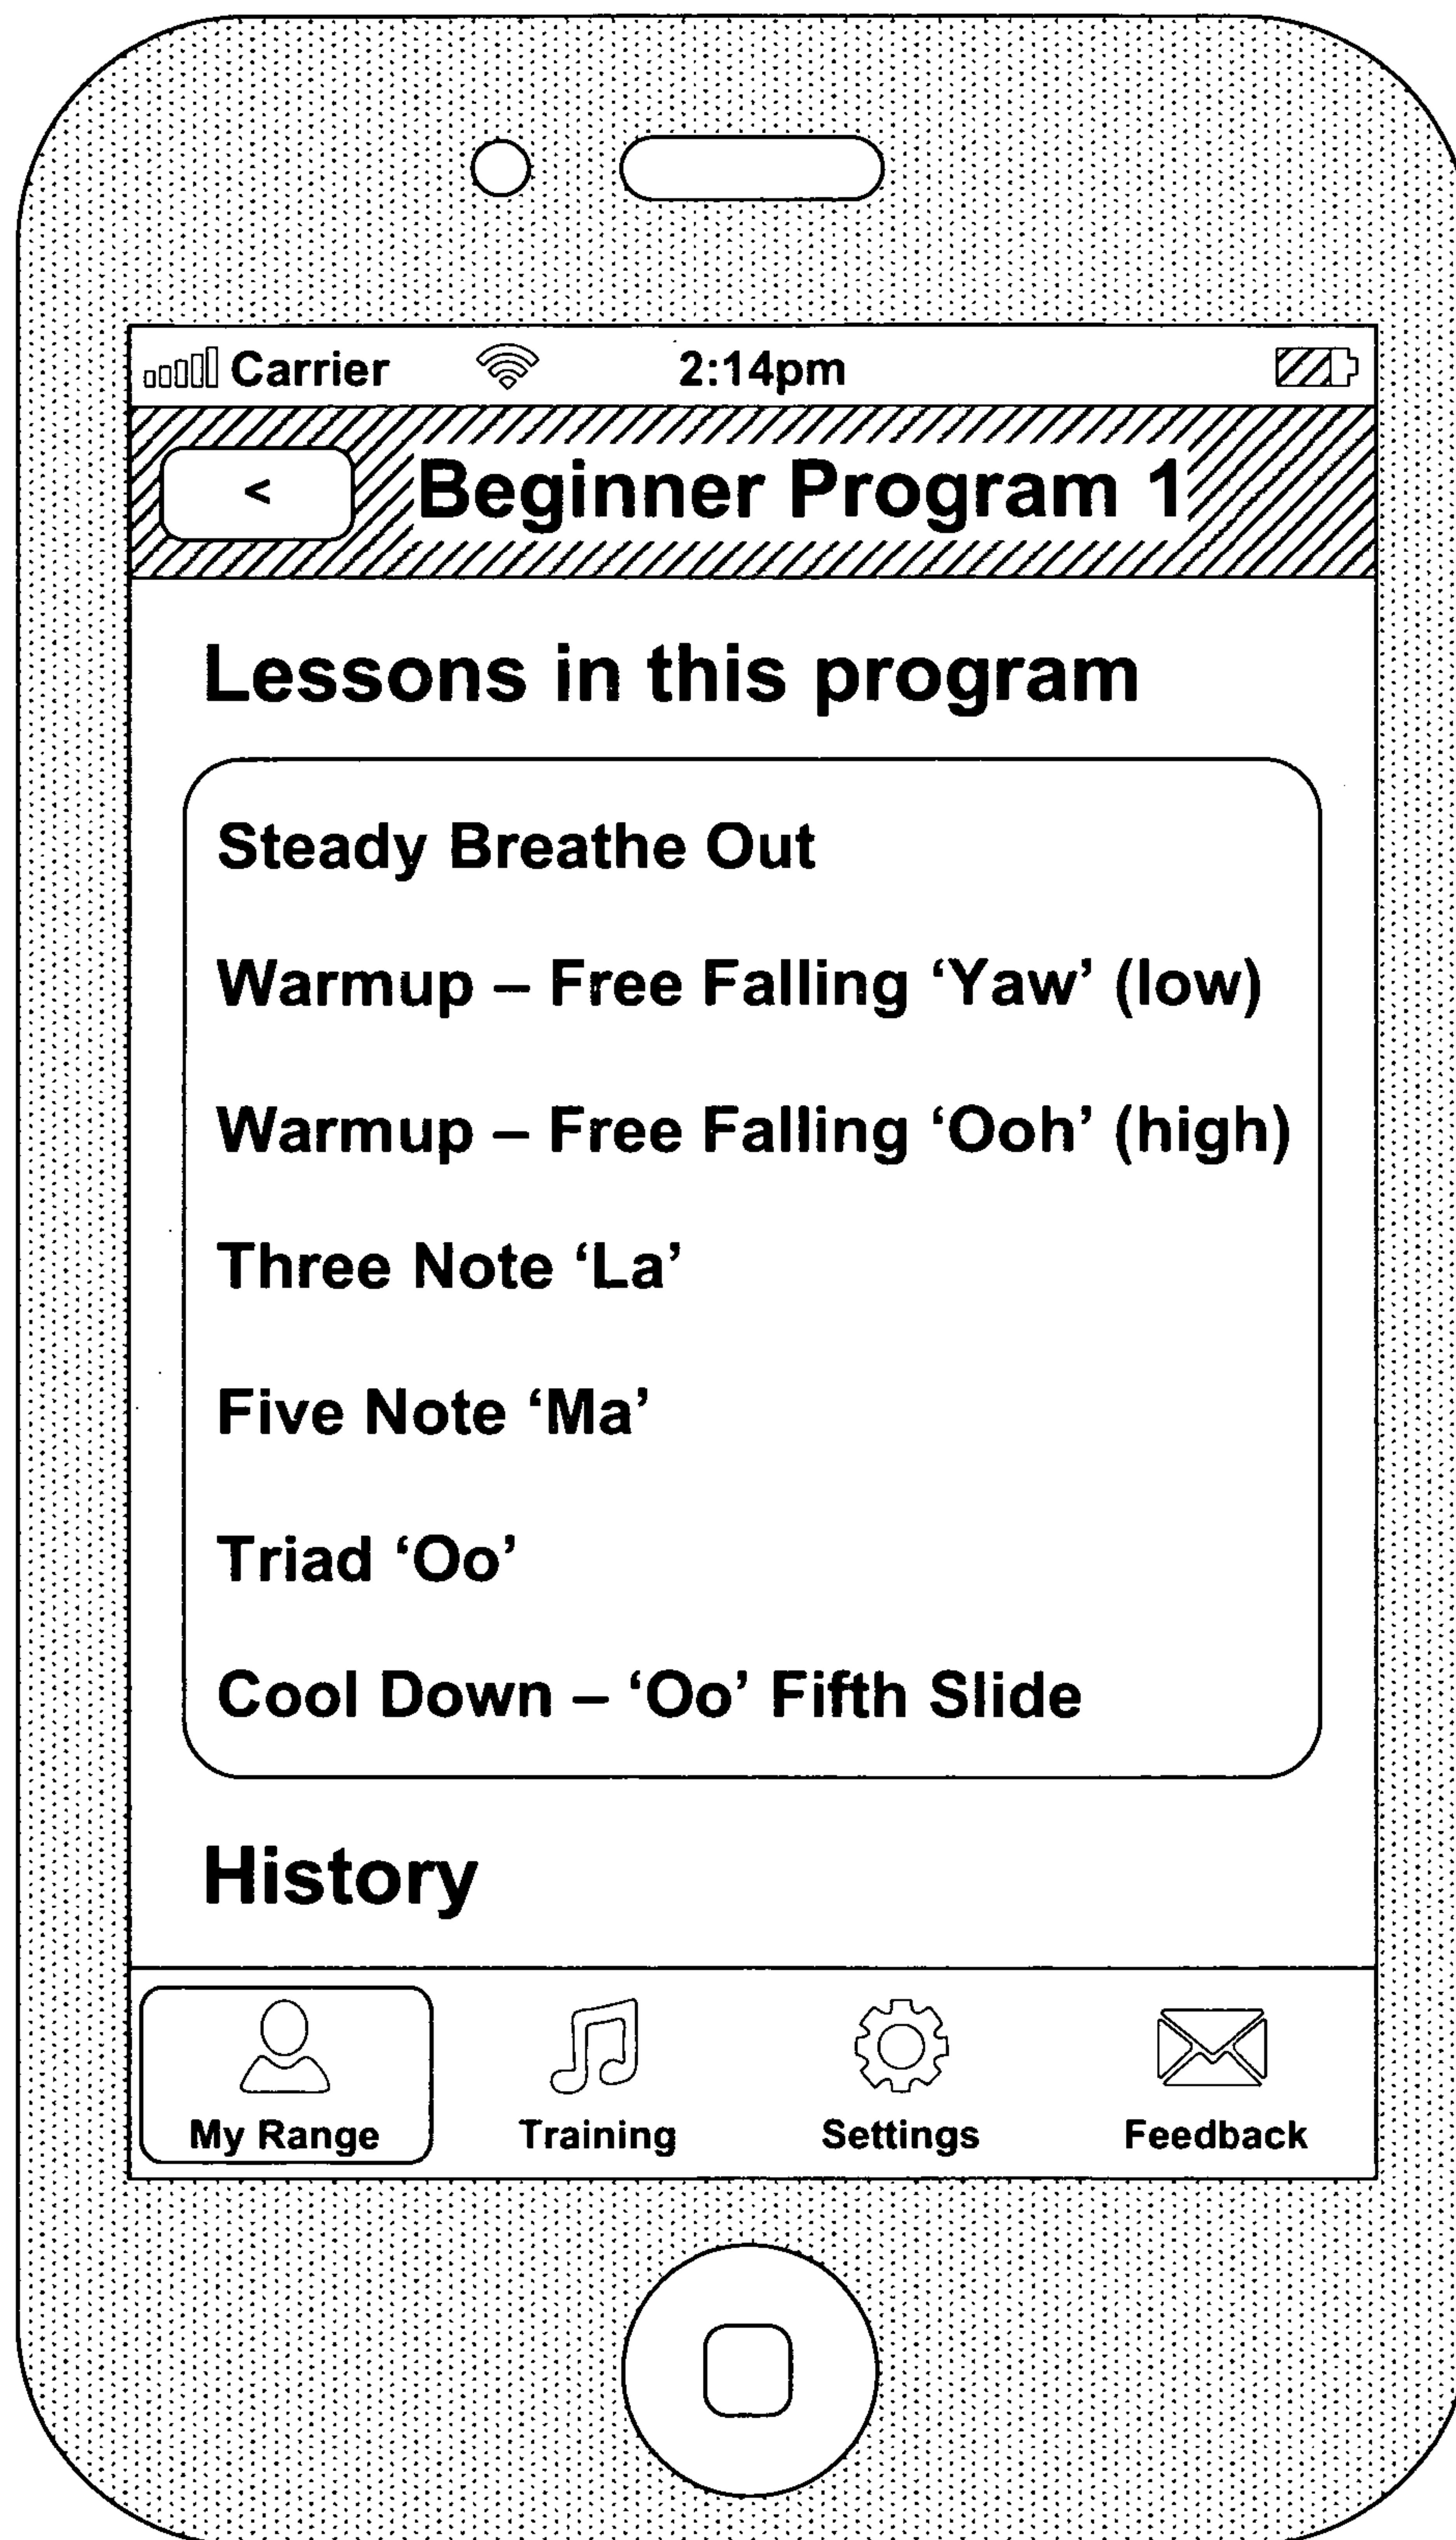 Carrier 2:14pm
< Beginner Program 1
Lessons in this program
Steady Breathe Out
Warmup – Free Falling ‘Yaw’ (low)
Warmup – Free Falling ‘Ooh’ (high)
Three Note ‘La’
Five Note ‘Ma’
Triad ‘Oo’
Cool Down – ‘Oo’ Fifth Slide
History
My Range Training Settings Feedback